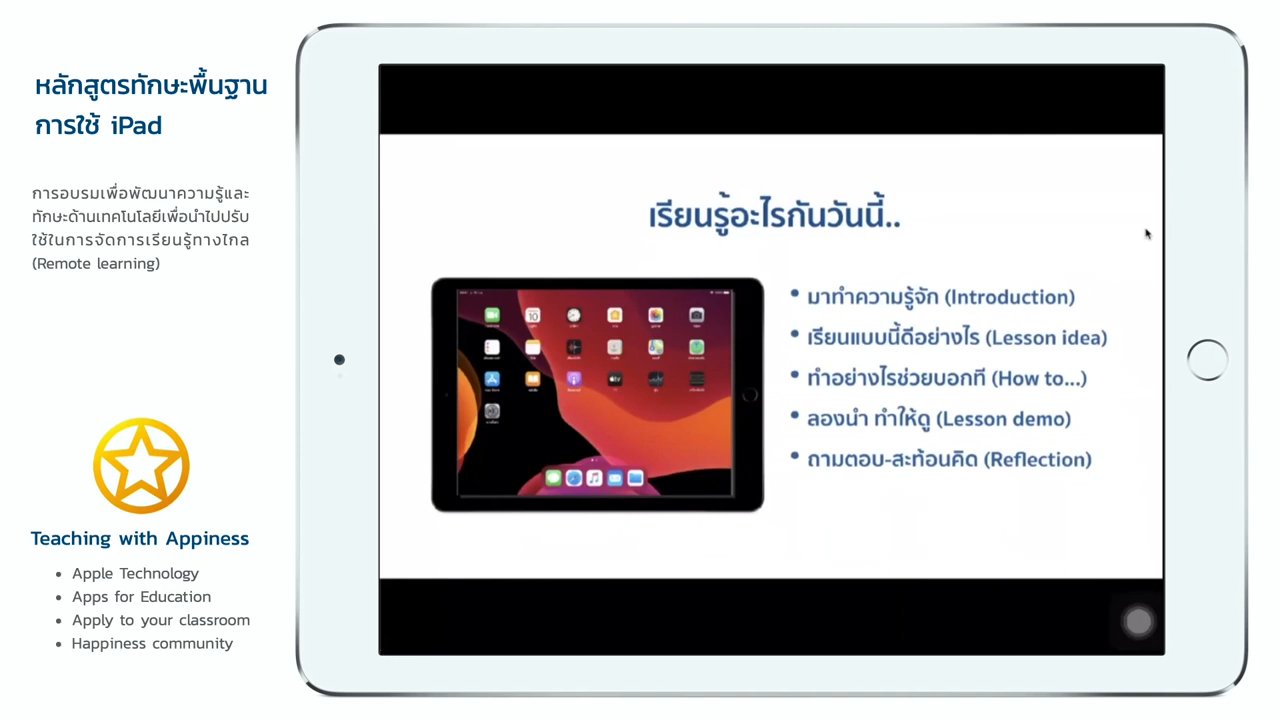 หลักสูตรทักษะพื้นฐาน
การใช้ iPad
การอบรมเพื่อพัฒนาความรู้และ
ทักษะด้านเทคโนโลยีเพื่อนำไปปรับ
ใช้ในการจัดการเรียนรู้ทางไกล
(Remote learning)
Teaching with Appiness
• Apple Technology
• Apps for Education
• Apply to your classroom
• Happiness community
เรียนรู้อะไรกันวันนี้..
• มาทำความรู้จัก (Introduction)
• เรียนแบบนี้ดีอย่างไร (Lesson idea)
• ทำอย่างไรช่วยบอกที (How to...)
• ลองนำ ทำให้ดู (Lesson demo)
• ถามตอบ-สะท้อนคิด (Reflection)